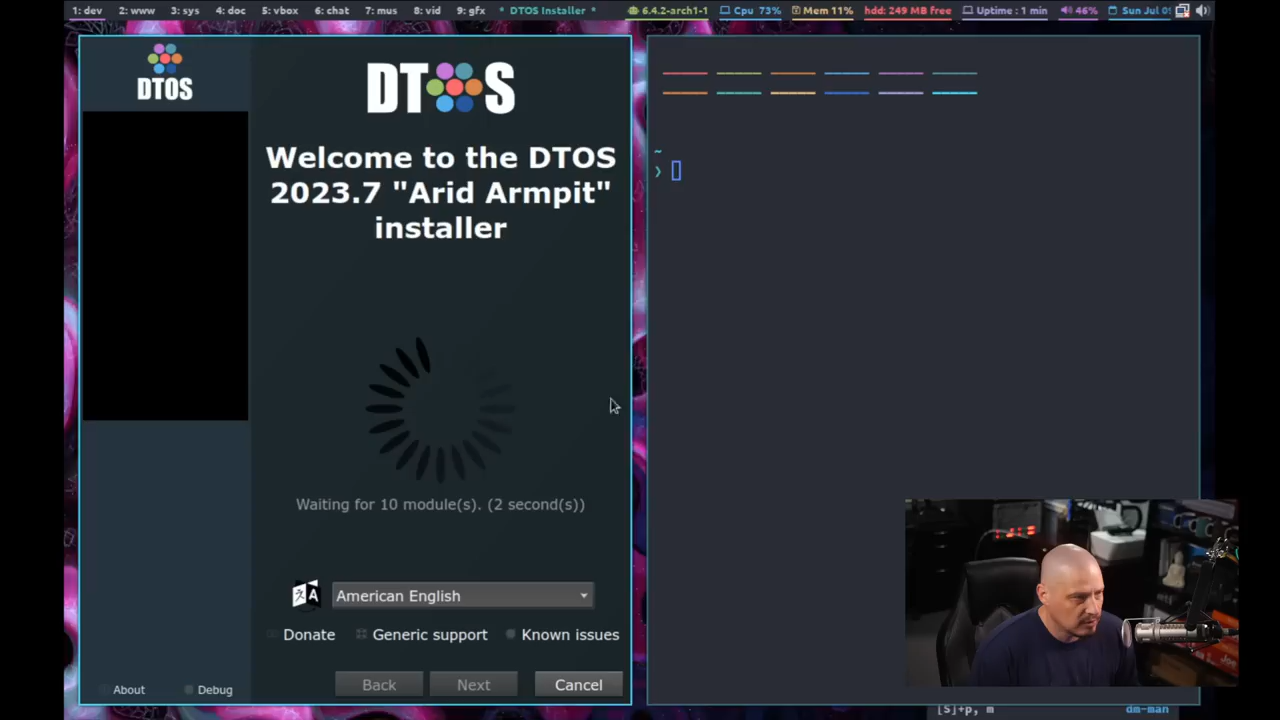 1: dev 2: www 3: sys 4: doc 5: vbox 6: chat 7: mus 8: vid 9: gfx * DTOS Installer * 6.4.2-arch1-1 Cpu 73% Mem 11% hdd: 249 MB free Uptime : 1 min 46% Sun Jul
DTOS
DTOS
Welcome to the DTOS
2023.7 "Arid Armpit"
installer
~
❯
Waiting for 10 module(s). (2 second(s))
American English
Donate Generic support Known issues
About Debug
Back Next Cancel
[S]+p, m dm-man